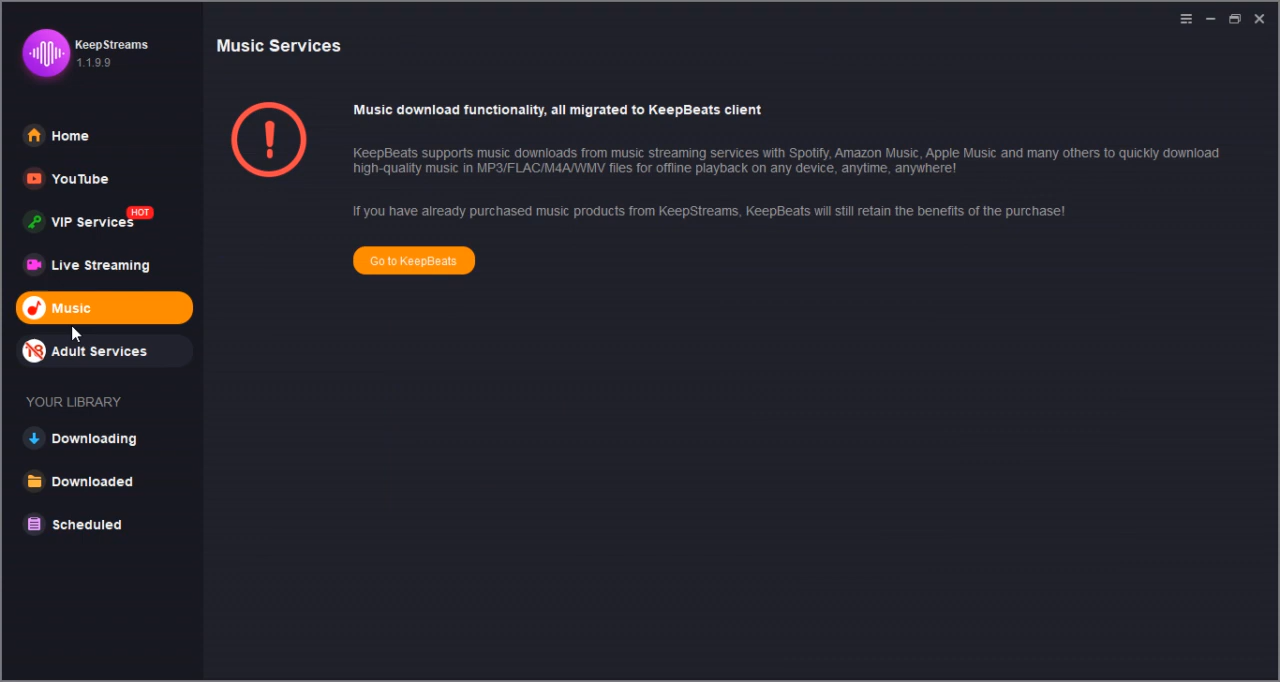 KeepStreams
1.1.9.9
Home
YouTube
VIP Services
HOT
Live Streaming
Music
18
Adult Services
YOUR LIBRARY
Downloading
Downloaded
Scheduled
Music Services
Music download functionality, all migrated to KeepBeats client
KeepBeats supports music downloads from music streaming services with Spotify, Amazon Music, Apple Music and many others to quickly download
high-quality music in MP3/FLAC/M4A/WMV files for offline playback on any device, anytime, anywhere!
If you have already purchased music products from KeepStreams, KeepBeats will still retain the benefits of the purchase!
Go to KeepBeats